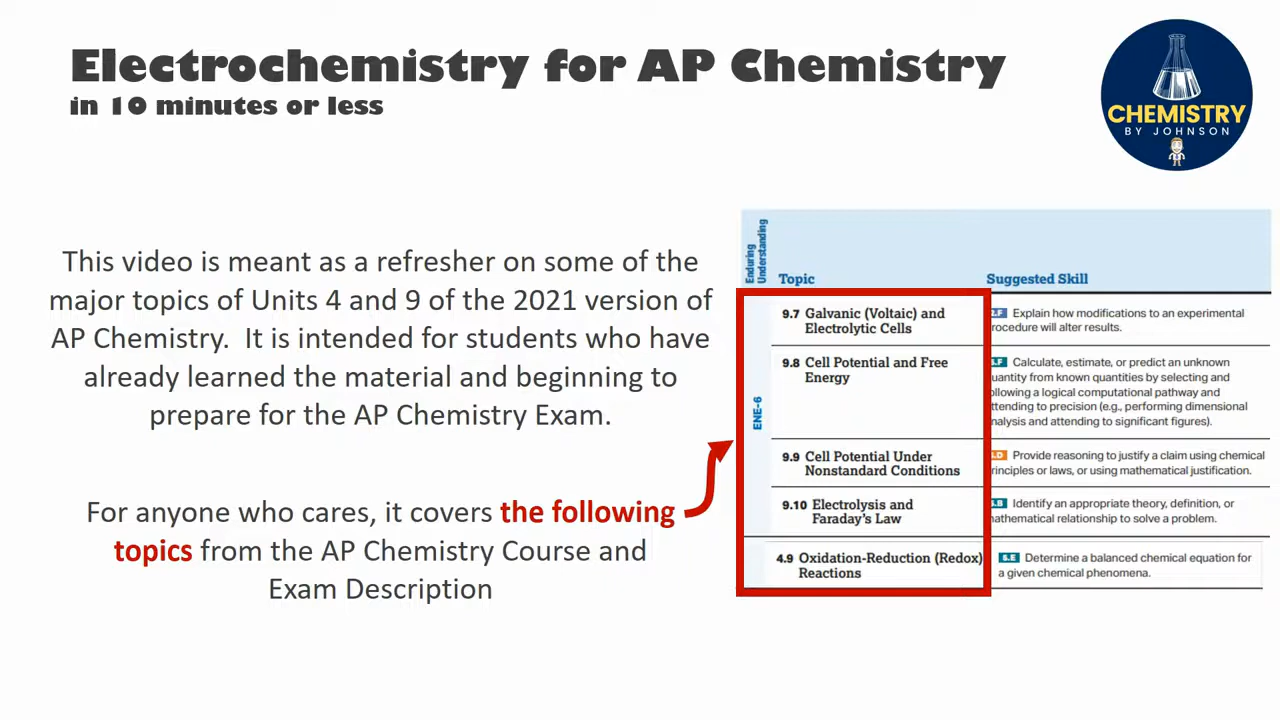 Electrochemistry for AP Chemistry
in 10 minutes or less
CHEMISTRY
BY JOHNSON
This video is meant as a refresher on some of the
major topics of Units 4 and 9 of the 2021 version of
AP Chemistry. It is intended for students who have
already learned the material and beginning to
prepare for the AP Chemistry Exam.
For anyone who cares, it covers the following
topics from the AP Chemistry Course and
Exam Description
Enduring
Understanding
Topic
Suggested Skill
ENE-6
9.7 Galvanic (Voltaic) and
Electrolytic Cells
Explain how modifications to an experimental
rocedure will alter results.
9.8 Cell Potential and Free
Energy
Calculate, estimate, or predict an unknown
uantity from known quantities by selecting and
ollowing a logical computational pathway and
ttending to precision (e.g., performing dimensional
nalysis and attending to significant figures).
9.9 Cell Potential Under
Nonstandard Conditions
Provide reasoning to justify a claim using chemical
rinciples or laws, or using mathematical justification.
9.10 Electrolysis and
Faraday's Law
Identify an appropriate theory, definition, or
athematical relationship to solve a problem.
4.9 Oxidation-Reduction (Redox)
Reactions
5.E Determine a balanced chemical equation for
a given chemical phenomena.